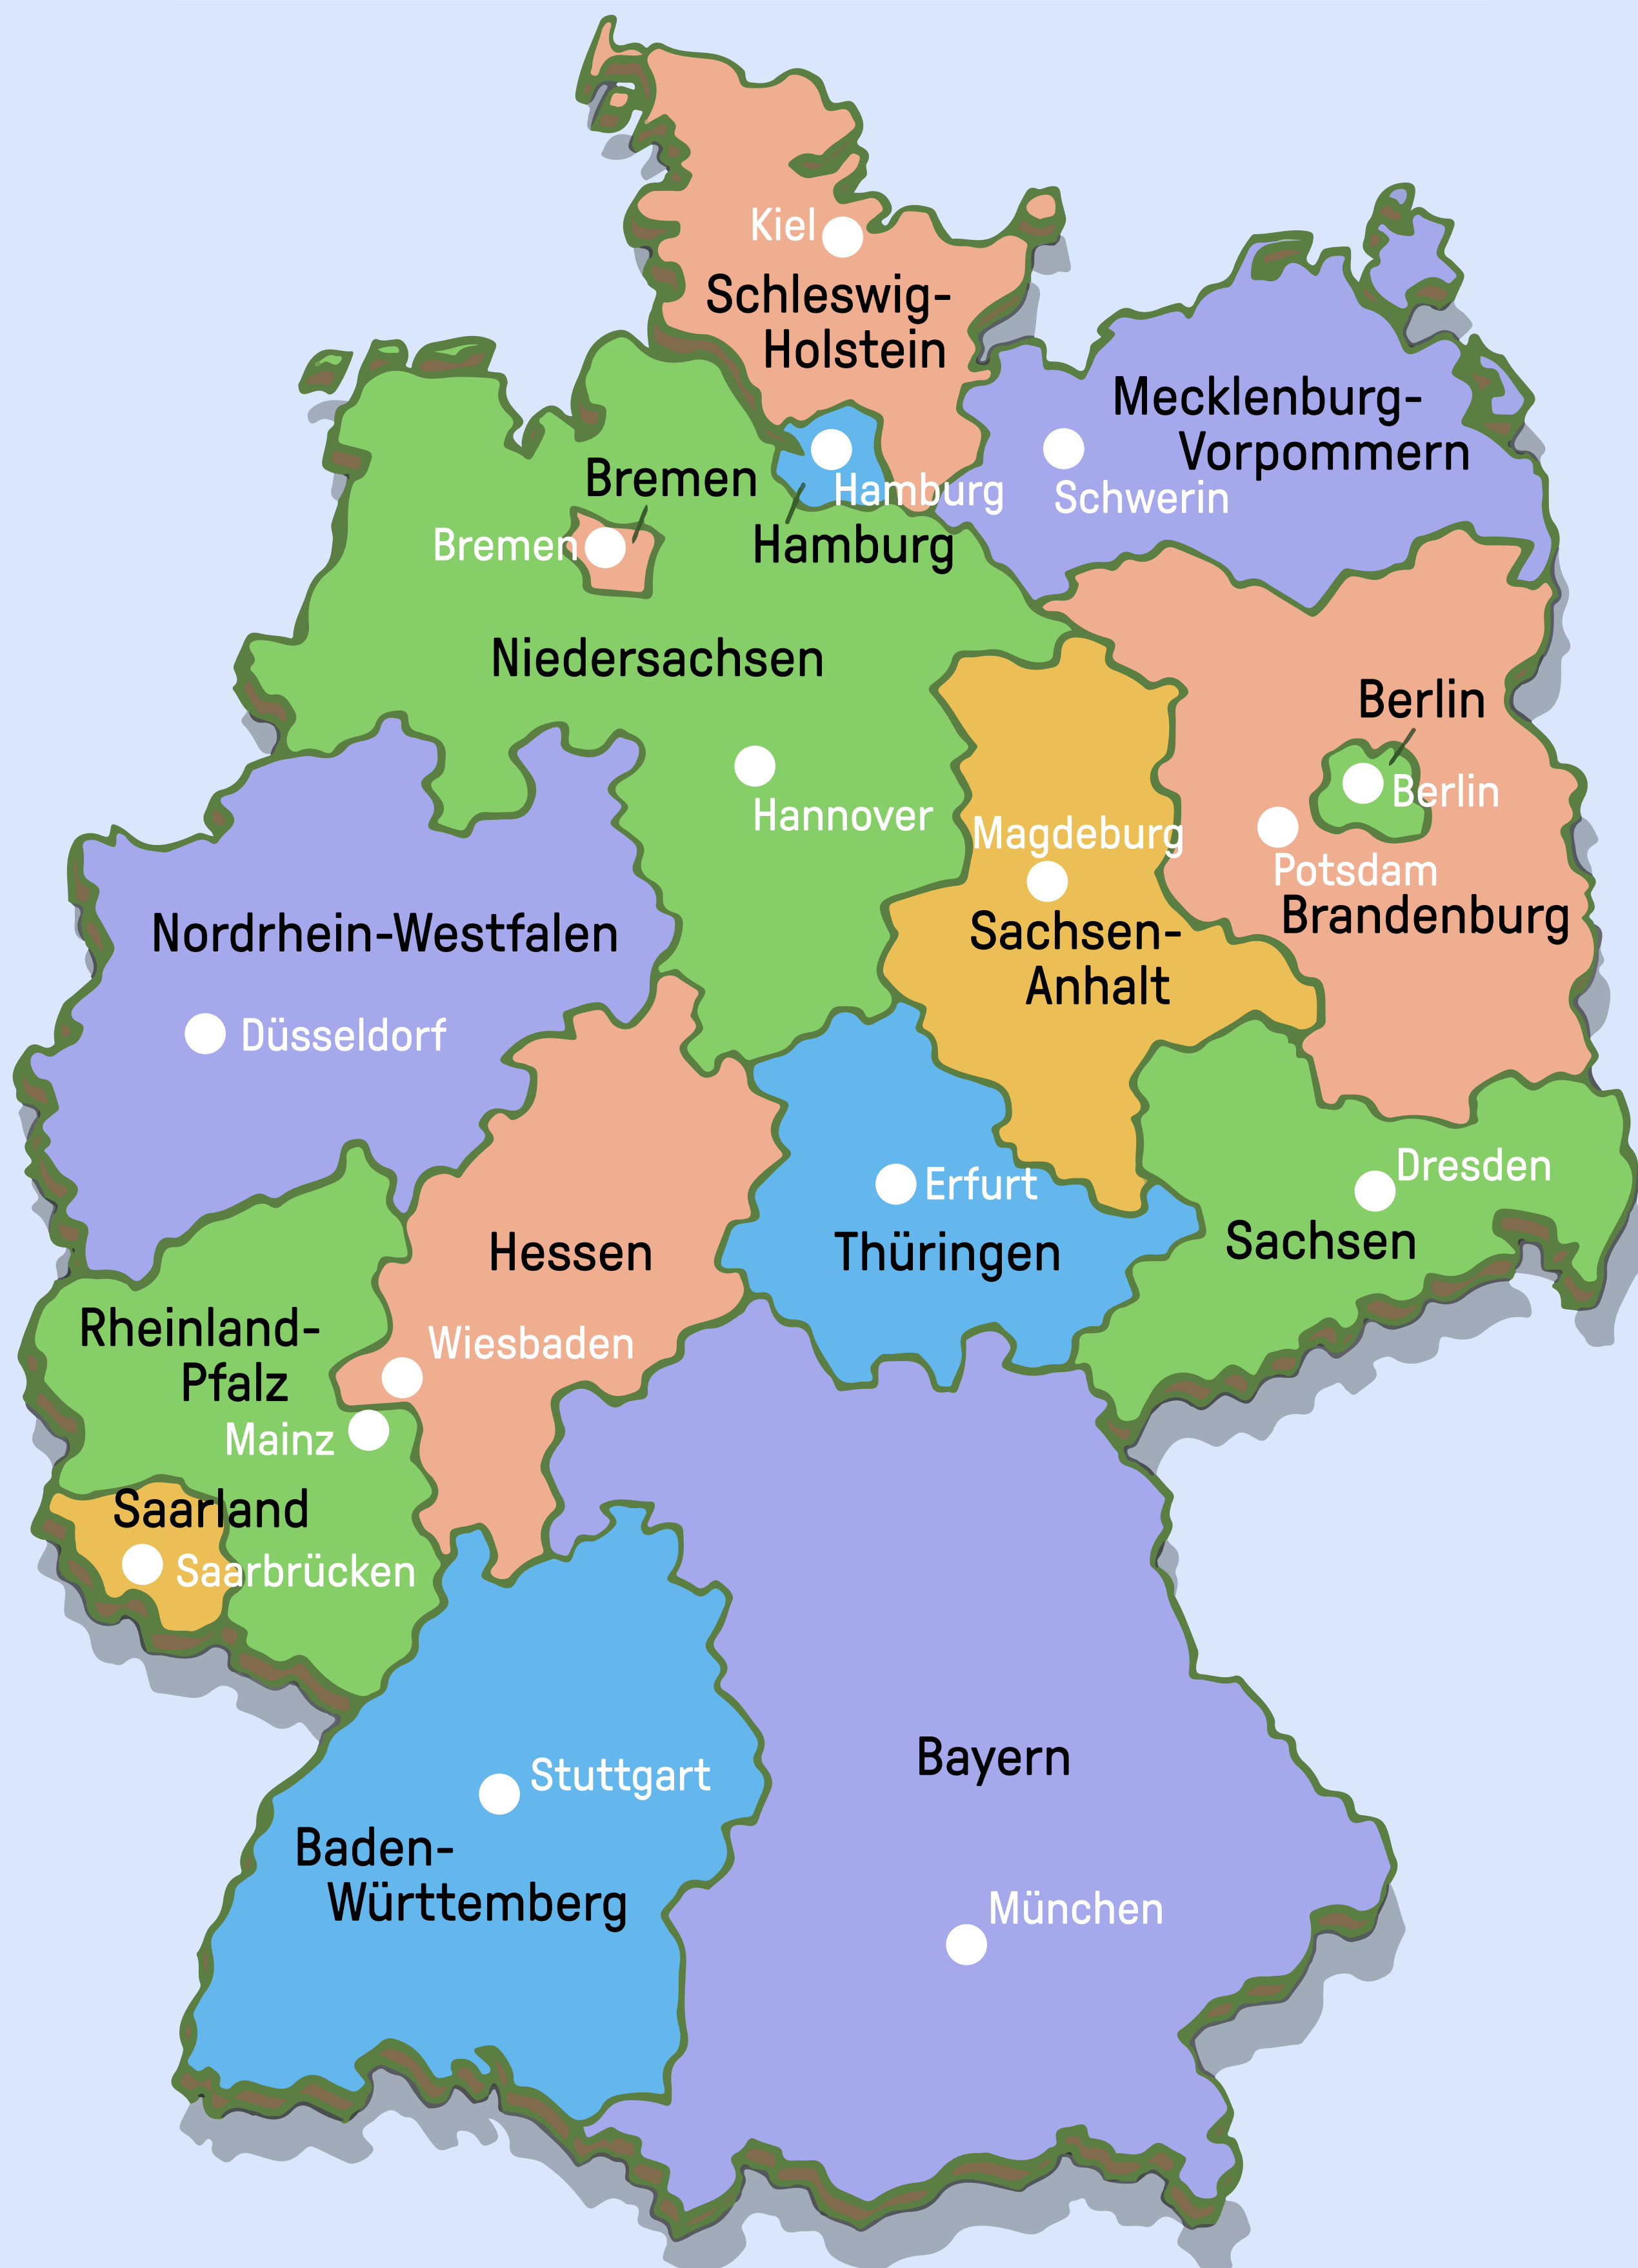 Kiel
Schleswig-
Holstein
Mecklenburg-
Vorpommern
Bremen
Hamburg
Schwerin
Bremen
Hamburg
Niedersachsen
Berlin
Berlin
Hannover
Magdeburg
Potsdam
Brandenburg
Nordrhein-Westfalen
Sachsen-
Anhalt
Düsseldorf
Dresden
Erfurt
Sachsen
Hessen
Thüringen
Rheinland-
Pfalz
Wiesbaden
Mainz
Saarland
Saarbrücken
Bayern
Stuttgart
Baden-
Württemberg
München